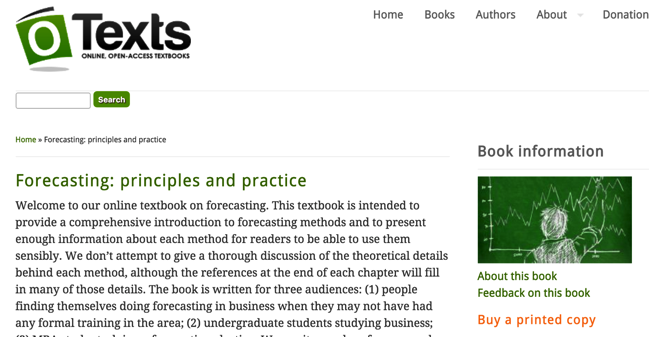 OTexts
ONLINE, OPEN-ACCESS TEXTBOOKS
Home Books Authors About Donation
Search
Home » Forecasting: principles and practice
Forecasting: principles and practice
Welcome to our online textbook on forecasting. This textbook is intended to
provide a comprehensive introduction to forecasting methods and to present
enough information about each method for readers to be able to use them
sensibly. We don’t attempt to give a thorough discussion of the theoretical details
behind each method, although the references at the end of each chapter will fill
in many of those details. The book is written for three audiences: (1) people
finding themselves doing forecasting in business when they may not have had
any formal training in the area; (2) undergraduate students studying business;
Book information
About this book
Feedback on this book
Buy a printed copy